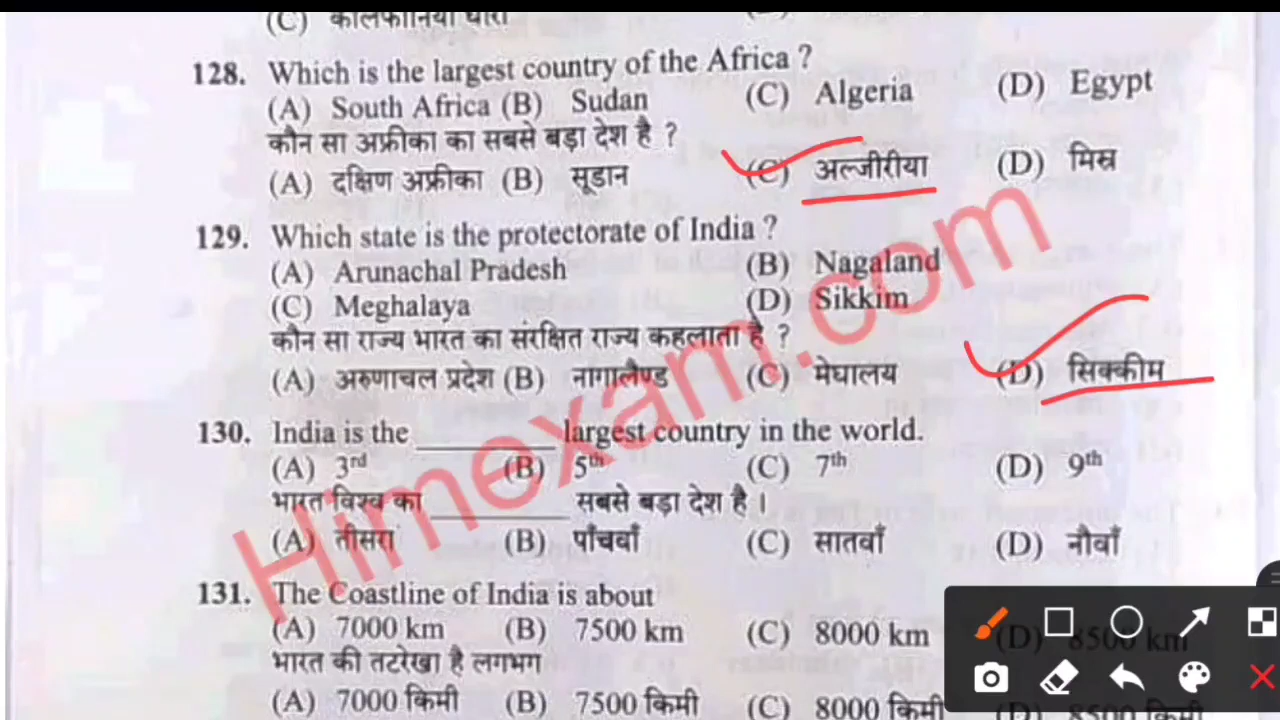 (C) कैलिफोर्निया धारा
128. Which is the largest country of the Africa ?
(A) South Africa (B) Sudan (C) Algeria (D) Egypt
कौन सा अफ्रीका का सबसे बड़ा देश है ?
(A) दक्षिण अफ्रीका (B) सूडान (C) अल्जीरीया (D) मिस्र
129. Which state is the protectorate of India ?
(A) Arunachal Pradesh (B) Nagaland
(C) Meghalaya (D) Sikkim
कौन सा राज्य भारत का संरक्षित राज्य कहलाता है ?
(A) अरुणाचल प्रदेश (B) नागालैण्ड (C) मेघालय (D) सिक्कीम
130. India is the ________ largest country in the world.
(A) 3rd (B) 5th (C) 7th (D) 9th
भारत विश्व का ________ सबसे बड़ा देश है ।
(A) तीसरा (B) पाँचवाँ (C) सातवाँ (D) नौवाँ
131. The Coastline of India is about
(A) 7000 km (B) 7500 km (C) 8000 km (D) 8500 km
भारत की तटरेखा है लगभग
(A) 7000 किमी (B) 7500 किमी (C) 8000 किमी (D) 8500 किमी
Himexam.com